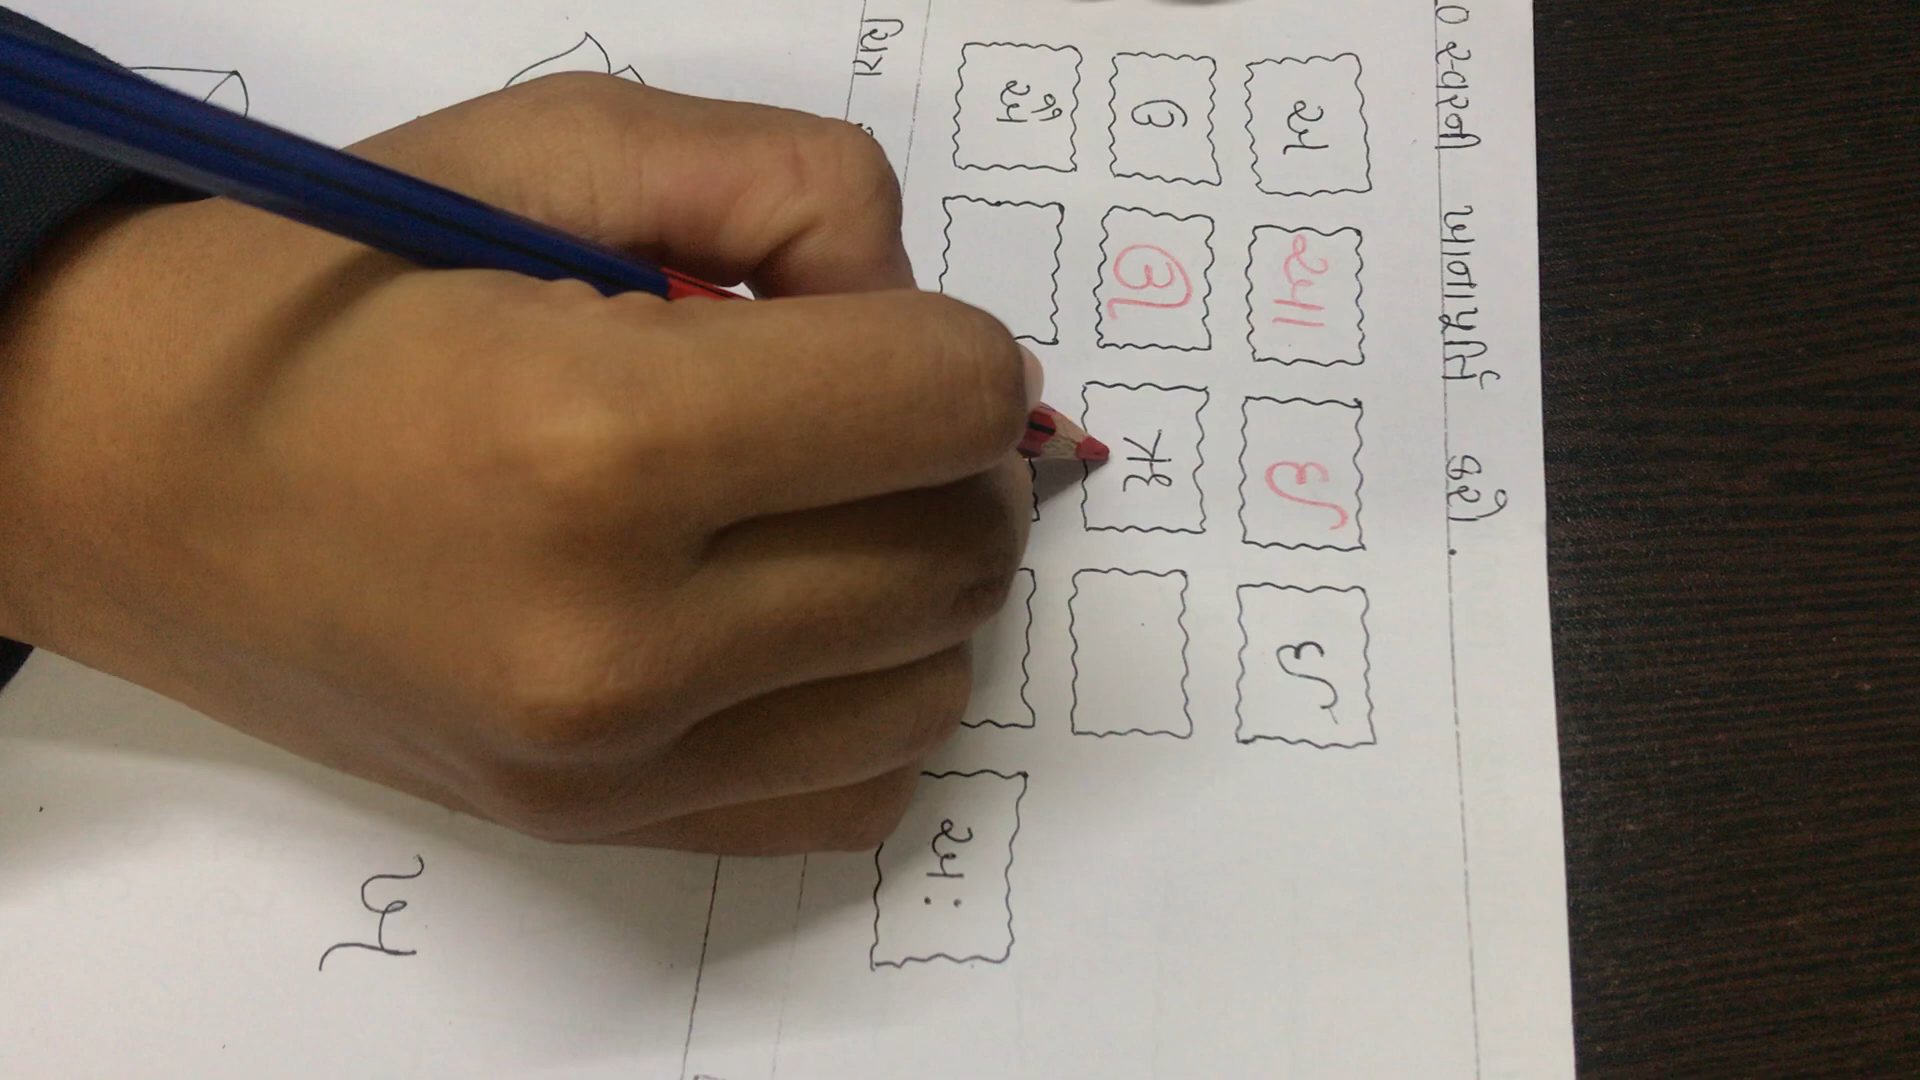 સ્વરની ખાનાપુર્તિ કરો.
અ આ ઇ ઈ
ઉ ઊ ઋ
ઐ અ: